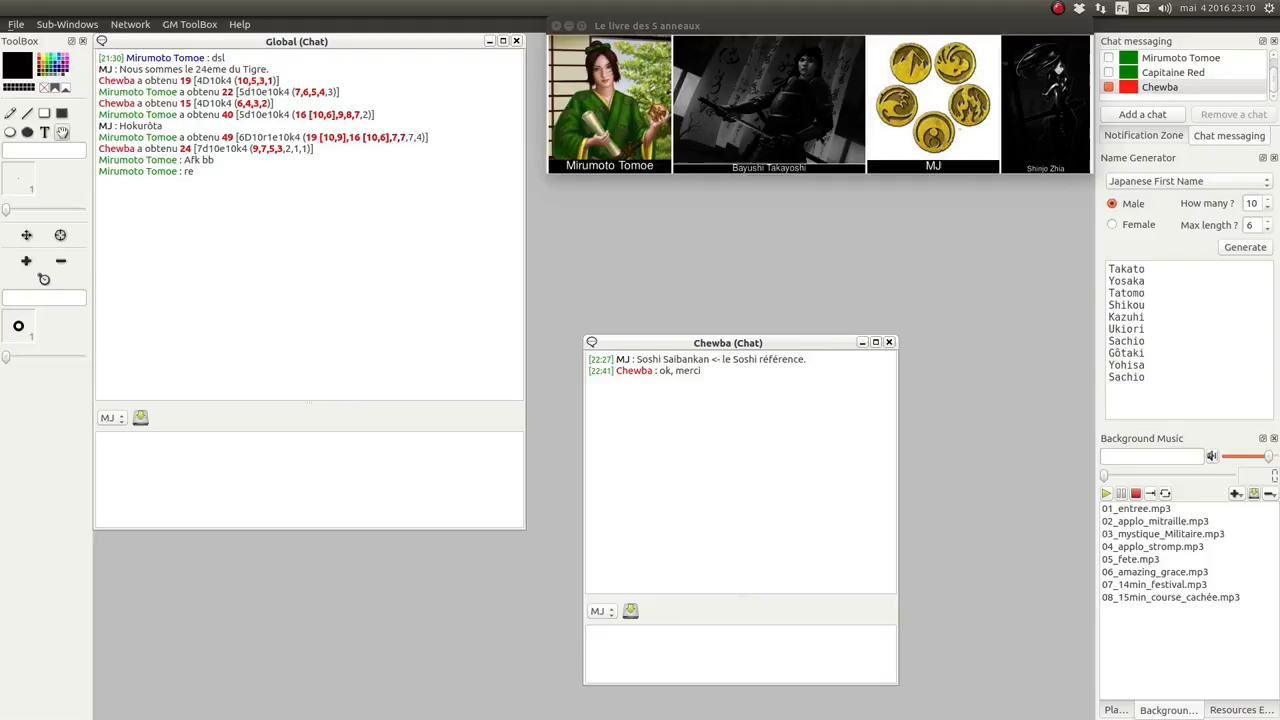 Le livre des 5 anneaux
Fr
mai 4 2016 23:10
File
Sub-Windows
Network
GM ToolBox
Help
ToolBox
1
1
Global (Chat)
[21:30] Mirumoto Tomoe : dsl
MJ : Nous sommes le 24eme du Tigre.
Chewba a obtenu 19 [4D10k4 (10,5,3,1)]
Mirumoto Tomoe a obtenu 22 [5d10e10k4 (7,6,5,4,3)]
Chewba a obtenu 15 [4D10k4 (6,4,3,2)]
Mirumoto Tomoe a obtenu 40 [5d10e10k4 (16 [10,6],9,8,7,2)]
MJ : Hokurôta
Mirumoto Tomoe a obtenu 49 [6D10r1e10k4 (19 [10,9],16 [10,6],7,7,7,4)]
Chewba a obtenu 24 [7d10e10k4 (9,7,5,3,2,1,1)]
Mirumoto Tomoe : Afk bb
Mirumoto Tomoe : re
MJ
Mirumoto Tomoe
Bayushi Takayoshi
MJ
Shinjo Zhia
Chewba (Chat)
[22:27] MJ : Soshi Saibankan <- le Soshi référence.
[22:41] Chewba : ok, merci
MJ
Chat messaging
Mirumoto Tomoe
Capitaine Red
Chewba
Add a chat
Remove a chat
Notification Zone
Chat messaging
Name Generator
Japanese First Name
Male
How many ?
10
Female
Max length ?
6
Generate
Takato
Yosaka
Tatomo
Shikou
Kazuhi
Ukiori
Sachio
Gôtaki
Yohisa
Sachio
Background Music
01_entree.mp3
02_applo_mitraille.mp3
03_mystique_Militaire.mp3
04_applo_stromp.mp3
05_fete.mp3
06_amazing_grace.mp3
07_14min_festival.mp3
08_15min_course_cachée.mp3
Pla...
Backgroun...
Resources E...